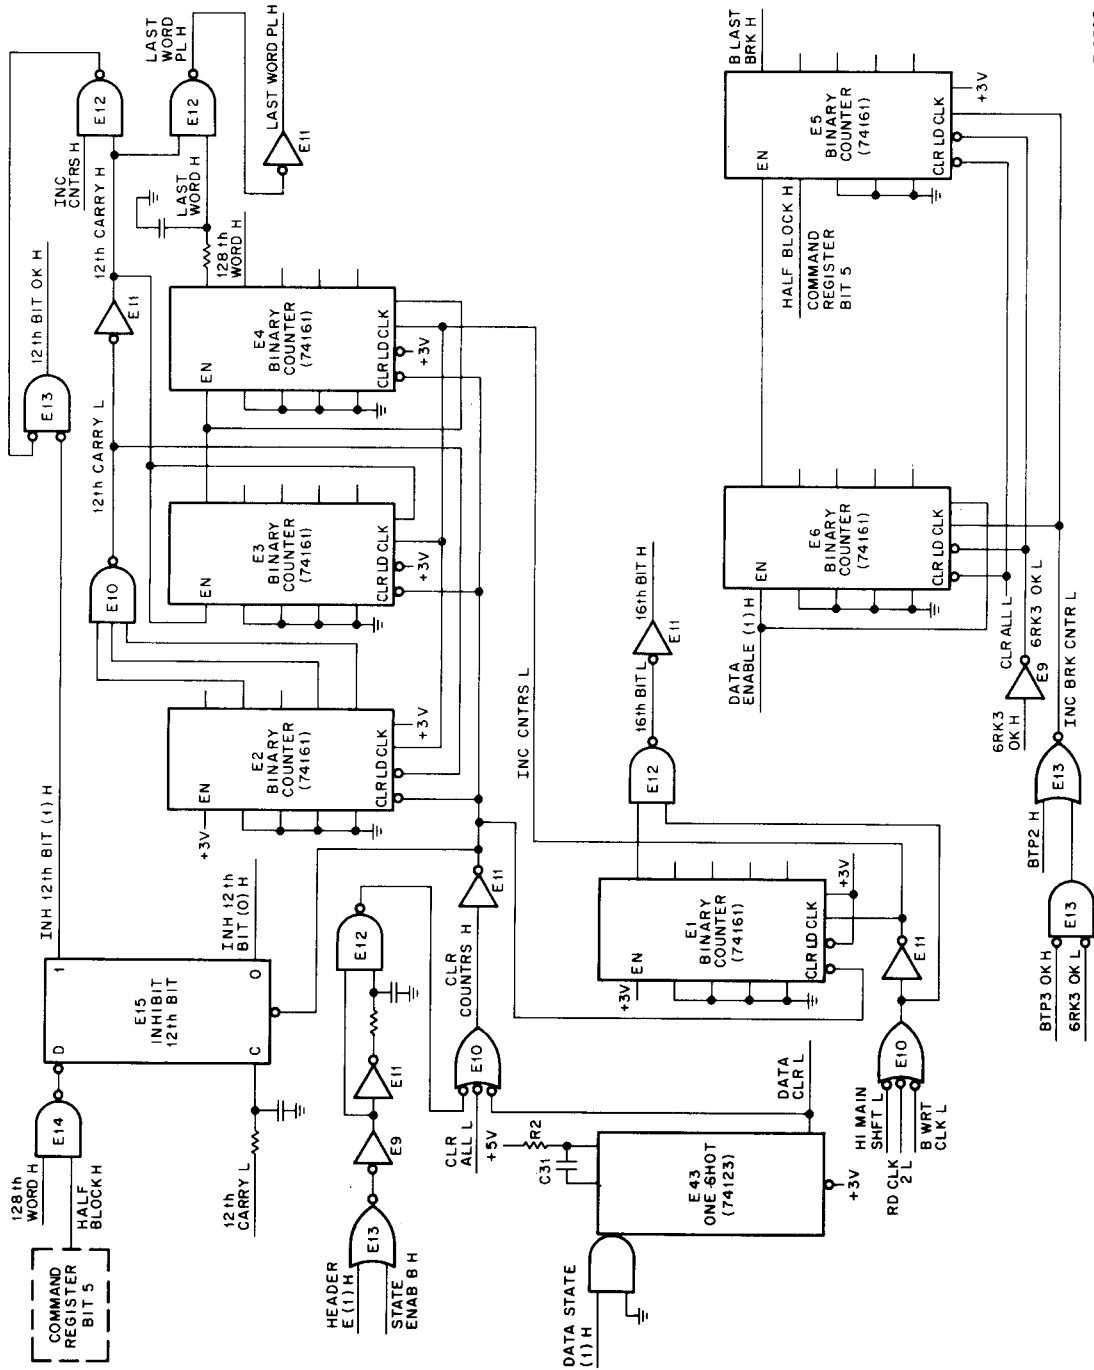 COMMAND
REGISTER
BIT 5
128th
WORD H
HALF
BLOCK H
E14
12th
CARRY L
D
1
C
0
E15
INHIBIT
12th BIT
INH 12th BIT (1) H
INH 12th
BIT (0) H
HEADER
E (1) H
STATE
ENAB B H
E13
E9
E11
E12
CLR
ALL L
E10
CLR
COUNTRS H
E11
DATA STATE
(1) H
+5V
R2
C31
E43
ONE SHOT
(74123)
+3V
DATA
CLR L
+3V
EN
E2
BINARY
COUNTER
(74161)
CLR LD CLK
+3V
E10
12th CARRY L
E11
12th CARRY H
EN
E3
BINARY
COUNTER
(74161)
CLR LD CLK
+3V
EN
E4
BINARY
COUNTER
(74161)
CLR LD CLK
+3V
128th
WORD H
LAST WORD H
E13
12th BIT OK H
INC
CNTRS H
E12
E12
LAST
WORD
PL H
E11
LAST WORD PL H
INC CNTRS L
HI MAIN
SHFT L
RD CLK
2 L
B WRT
CLK L
E10
E11
+3V
EN
E1
BINARY
COUNTER
(74161)
CLR LD CLK
+3V
E12
16th BIT L
E11
16th BIT H
DATA
ENABLE (1) H
EN
E6
BINARY
COUNTER
(74161)
CLR LD CLK
HALF BLOCK H
COMMAND
REGISTER
BIT 5
EN
E5
BINARY
COUNTER
(74161)
CLR LD CLK
+3V
B LAST
BRK H
6RK3
OK H
E9
CLR ALL L
6RK3 OK L
BTP3 OK H
6RK3 OK L
E13
BTP2 H
E13
INC BRK CNTR L